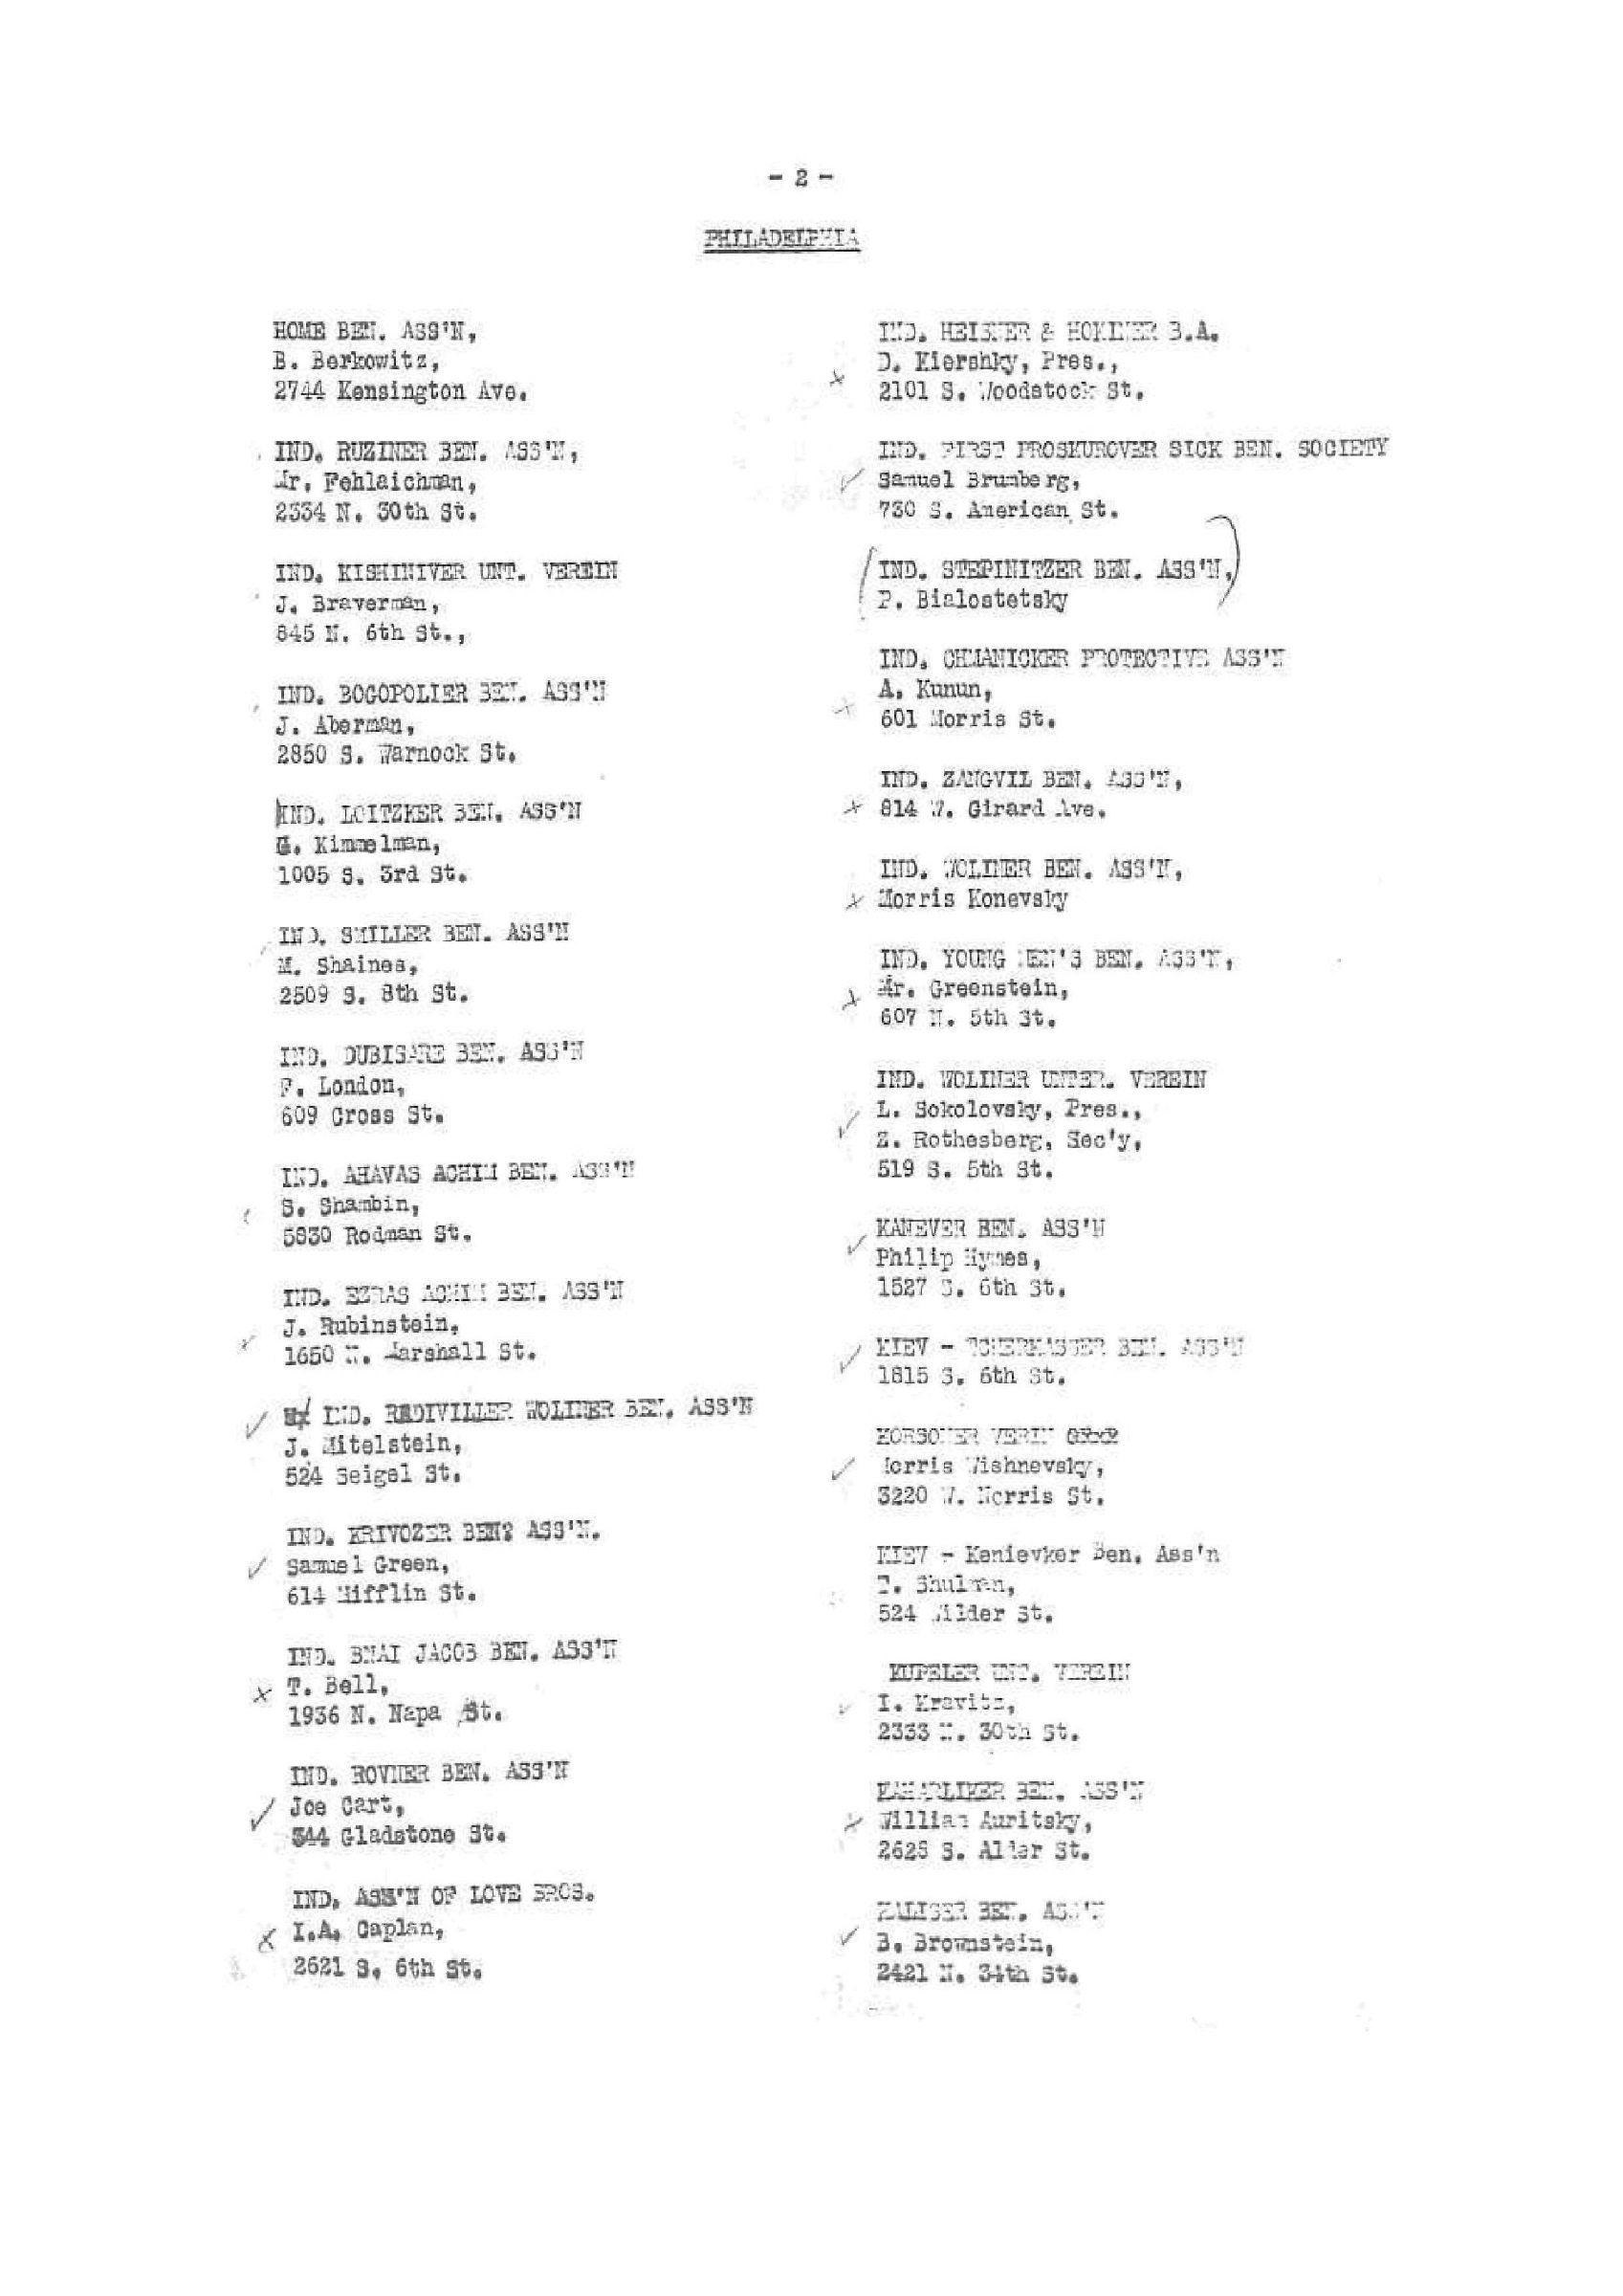 - 2 -
PHILADELPHIA
HOME BEN. ASS'N,
B. Berkowitz,
2744 Kensington Ave.
IND. RUZINER BEN. ASS'N,
Mr. Fehlaichman,
2334 N. 30th St.
IND. KISHINIVER UNT. VEREIN
J. Braverman,
845 N. 6th St.,
IND. BOGOPOLIER BEN. ASS'N
J. Aberman,
2850 S. Warnock St.
IND. LOITZKER BEN. ASS'N
G. Kimmelman,
1005 S. 3rd St.
IND. SMILLER BEN. ASS'N
M. Shaines,
2509 S. 8th St.
IND. DUBISARE BEN. ASS'N
F. London,
609 Cross St.
IND. AHAVAS ACHIM BEN. ASS'N
S. Shambin,
5830 Rodman St.
IND. EZRAS ACHIM BEN. ASS'N
J. Rubinstein,
1650 N. Marshall St.
IND. RADIVILLER WOLINER BEN. ASS'N
J. Mitelstein,
524 Seigel St.
IND. KRIVOZER BEN? ASS'N.
Samuel Green,
614 Mifflin St.
IND. BNAI JACOB BEN. ASS'N
T. Bell,
1936 N. Napa St.
IND. ROVNER BEN. ASS'N
Joe Cart,
544 Gladstone St.
IND. ASS'N OF LOVE BROS.
I.A. Caplan,
2621 S. 6th St.
IND. HEISNER & B.A.
D. Kiershky, Pres.,
2101 S. Woodstock St.
IND. FIRST PROSKUROVER SICK BEN. SOCIETY
Samuel Brumberg,
730 S. American St.
IND. STEPINITZER BEN. ASS'N,
P. Bialostetsky
IND. CHMANICKER PROTECTIVE ASS'N
A. Kunun,
601 Morris St.
IND. ZANGVIL BEN. ASS'N,
814 W. Girard Ave.
IND. WOLINER BEN. ASS'N,
Morris Konevsky
IND. YOUNG MEN'S BEN. ASS'N,
Mr. Greenstein,
607 N. 5th St.
IND. WOLINER UNTER. VEREIN
L. Sokolovsky, Pres.,
Z. Rothesberg, Sec'y,
519 S. 5th St.
KANEVER BEN. ASS'N
Philip Hymes,
1527 S. 6th St.
KIEV - TCHERKASSER BEN. ASS'N
1815 S. 6th St.
KORSONER VERIN
Morris Wishnevsky,
3220 W. Norris St.
KIEV - Kanievker Ben. Ass'n
Shulman,
524 Wilder St.
KUPELER UNT. VEREIN
I. Kravitz,
2333 N. 30th St.
KAHARLIKER BEN. ASS'N
William Auritsky,
2626 S. Alder St.
KALISER BEN. ASS'N
B. Brownstein,
2421 N. 34th St.